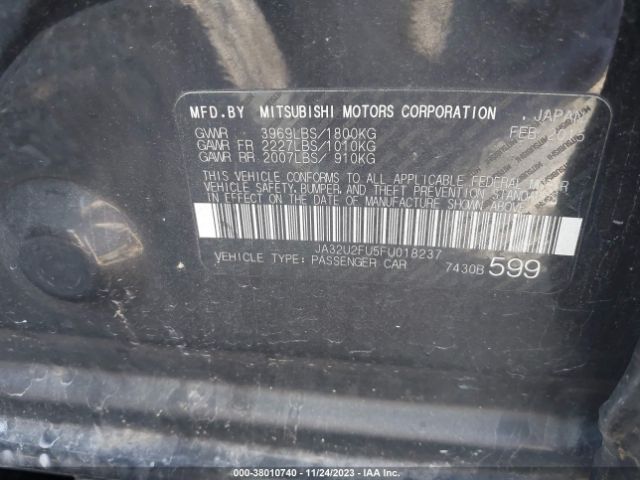 MFD.BY MITSUBISHI MOTORS CORPORATION , JAPAN
GVWR 3969LBS/1800KG FEB 2015
GAWR FR 2227LBS/1010KG
GAWR RR 2007LBS/ 910KG
THIS VEHICLE CONFORMS TO ALL APPLICABLE FEDERAL MOTOR
VEHICLE SAFETY,BUMPER,AND THEFT PREVENTION STANDARDS
IN EFFECT ON THE DATE OF MANUFACTURE SHOWN ABOVE.
JA32U2FU5FU018237
VEHICLE TYPE: PASSENGER CAR 7430B 599
000-38010740 - 11/24/2023 - IAA Inc.